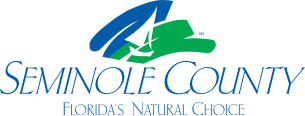 SM
SEMINOLE COUNTY
FLORIDA'S NATURAL CHOICE